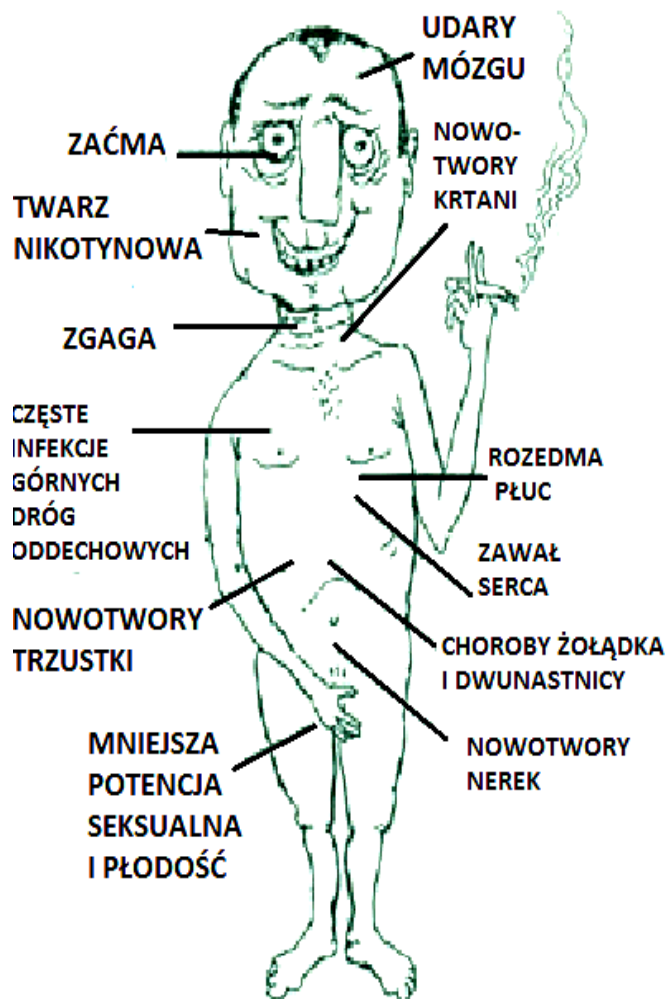 UDARY
MÓZGU
ZAĆMA
NOWO-
TWORY
KRTANI
TWARZ
NIKOTYNOWA
ZGAGA
CZĘSTE
INFEKCJE
GÓRNYCH
DRÓG
ODDECHOWYCH
ROZEDMA
PŁUC
ZAWAŁ
SERCA
NOWOTWORY
TRZUSTKI
CHOROBY ŻOŁĄDKA
I DWUNASTNICY
MNIEJSZA
POTENCJA
SEKSUALNA
I PŁODOŚĆ
NOWOTWORY
NEREK